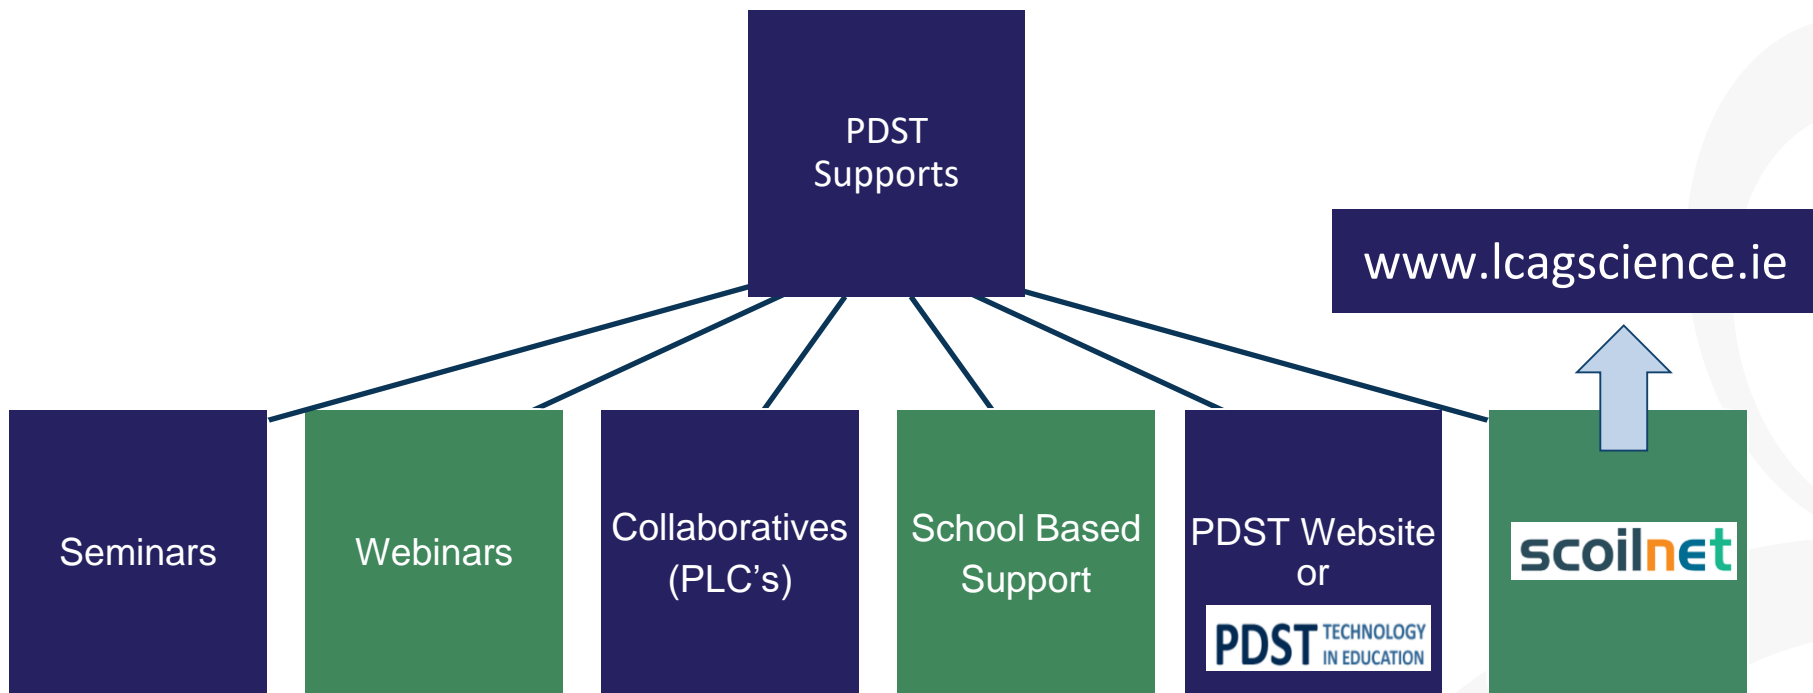 PDST
Supports
www.lcagscience.ie
Seminars
Webinars
Collaboratives
(PLC's)
School Based
Support
PDST Website
or
PDST TECHNOLOGY
IN EDUCATION
scoilnet